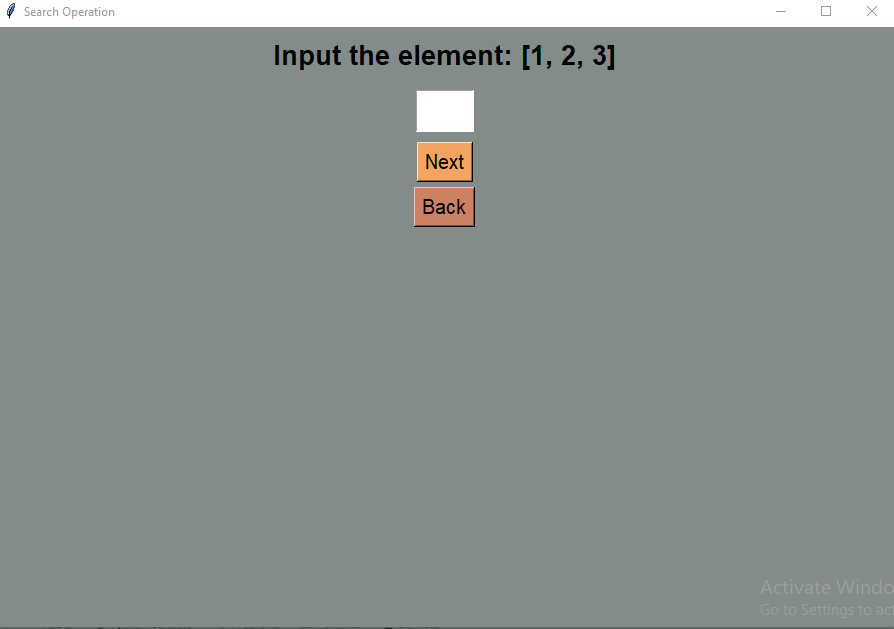 Search Operation
Input the element: [1, 2, 3]
Next
Back
Activate Windo
Go to Settings to act